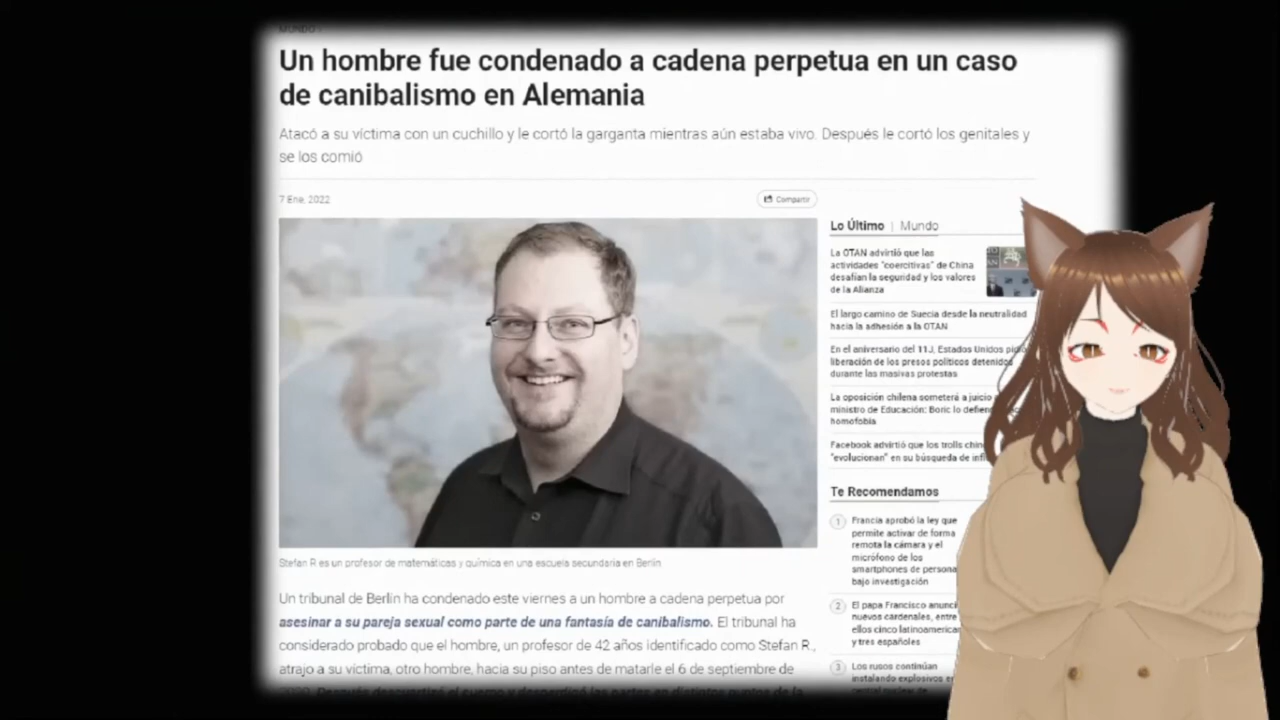 MUNDO >
Un hombre fue condenado a cadena perpetua en un caso
de canibalismo en Alemania
Atacó a su víctima con un cuchillo y le cortó la garganta mientras aún estaba vivo. Después le cortó los genitales y
se los comió
7 Ene, 2022
Compartir
Stefan R es un profesor de matemáticas y química en una escuela secundaria en Berlín
Un tribunal de Berlín ha condenado este viernes a un hombre a cadena perpetua por
asesinar a su pareja sexual como parte de una fantasía de canibalismo. El tribunal ha
considerado probado que el hombre, un profesor de 42 años identificado como Stefan R.,
atrajo a su víctima, otro hombre, hacia su piso antes de matarle el 6 de septiembre de
Lo Último | Mundo
La OTAN advirtió que las
actividades "coercitivas" de China
desafían la seguridad y los valores
de la Alianza
El largo camino de Suecia desde la neutralidad
hacia la adhesión a la OTAN
En el aniversario del 11J, Estados Unidos
liberación de los presos políticos detenidos
durante las masivas protestas
La oposición chilena someterá a juicio
ministro de Educación: Boric lo
homofobia
Facebook advirtió que los trolls
"evolucionan" en su búsqueda de
Te Recomendamos
1 Francia aprobó la ley que
permite activar de forma
remota la cámara y el
micrófono de los
smartphones de
bajo investigación
2 El papa Francisco
nuevos cardenales, entre
ellos cinco
y tres españoles
3 Los rusos continúan
instalando explosivos